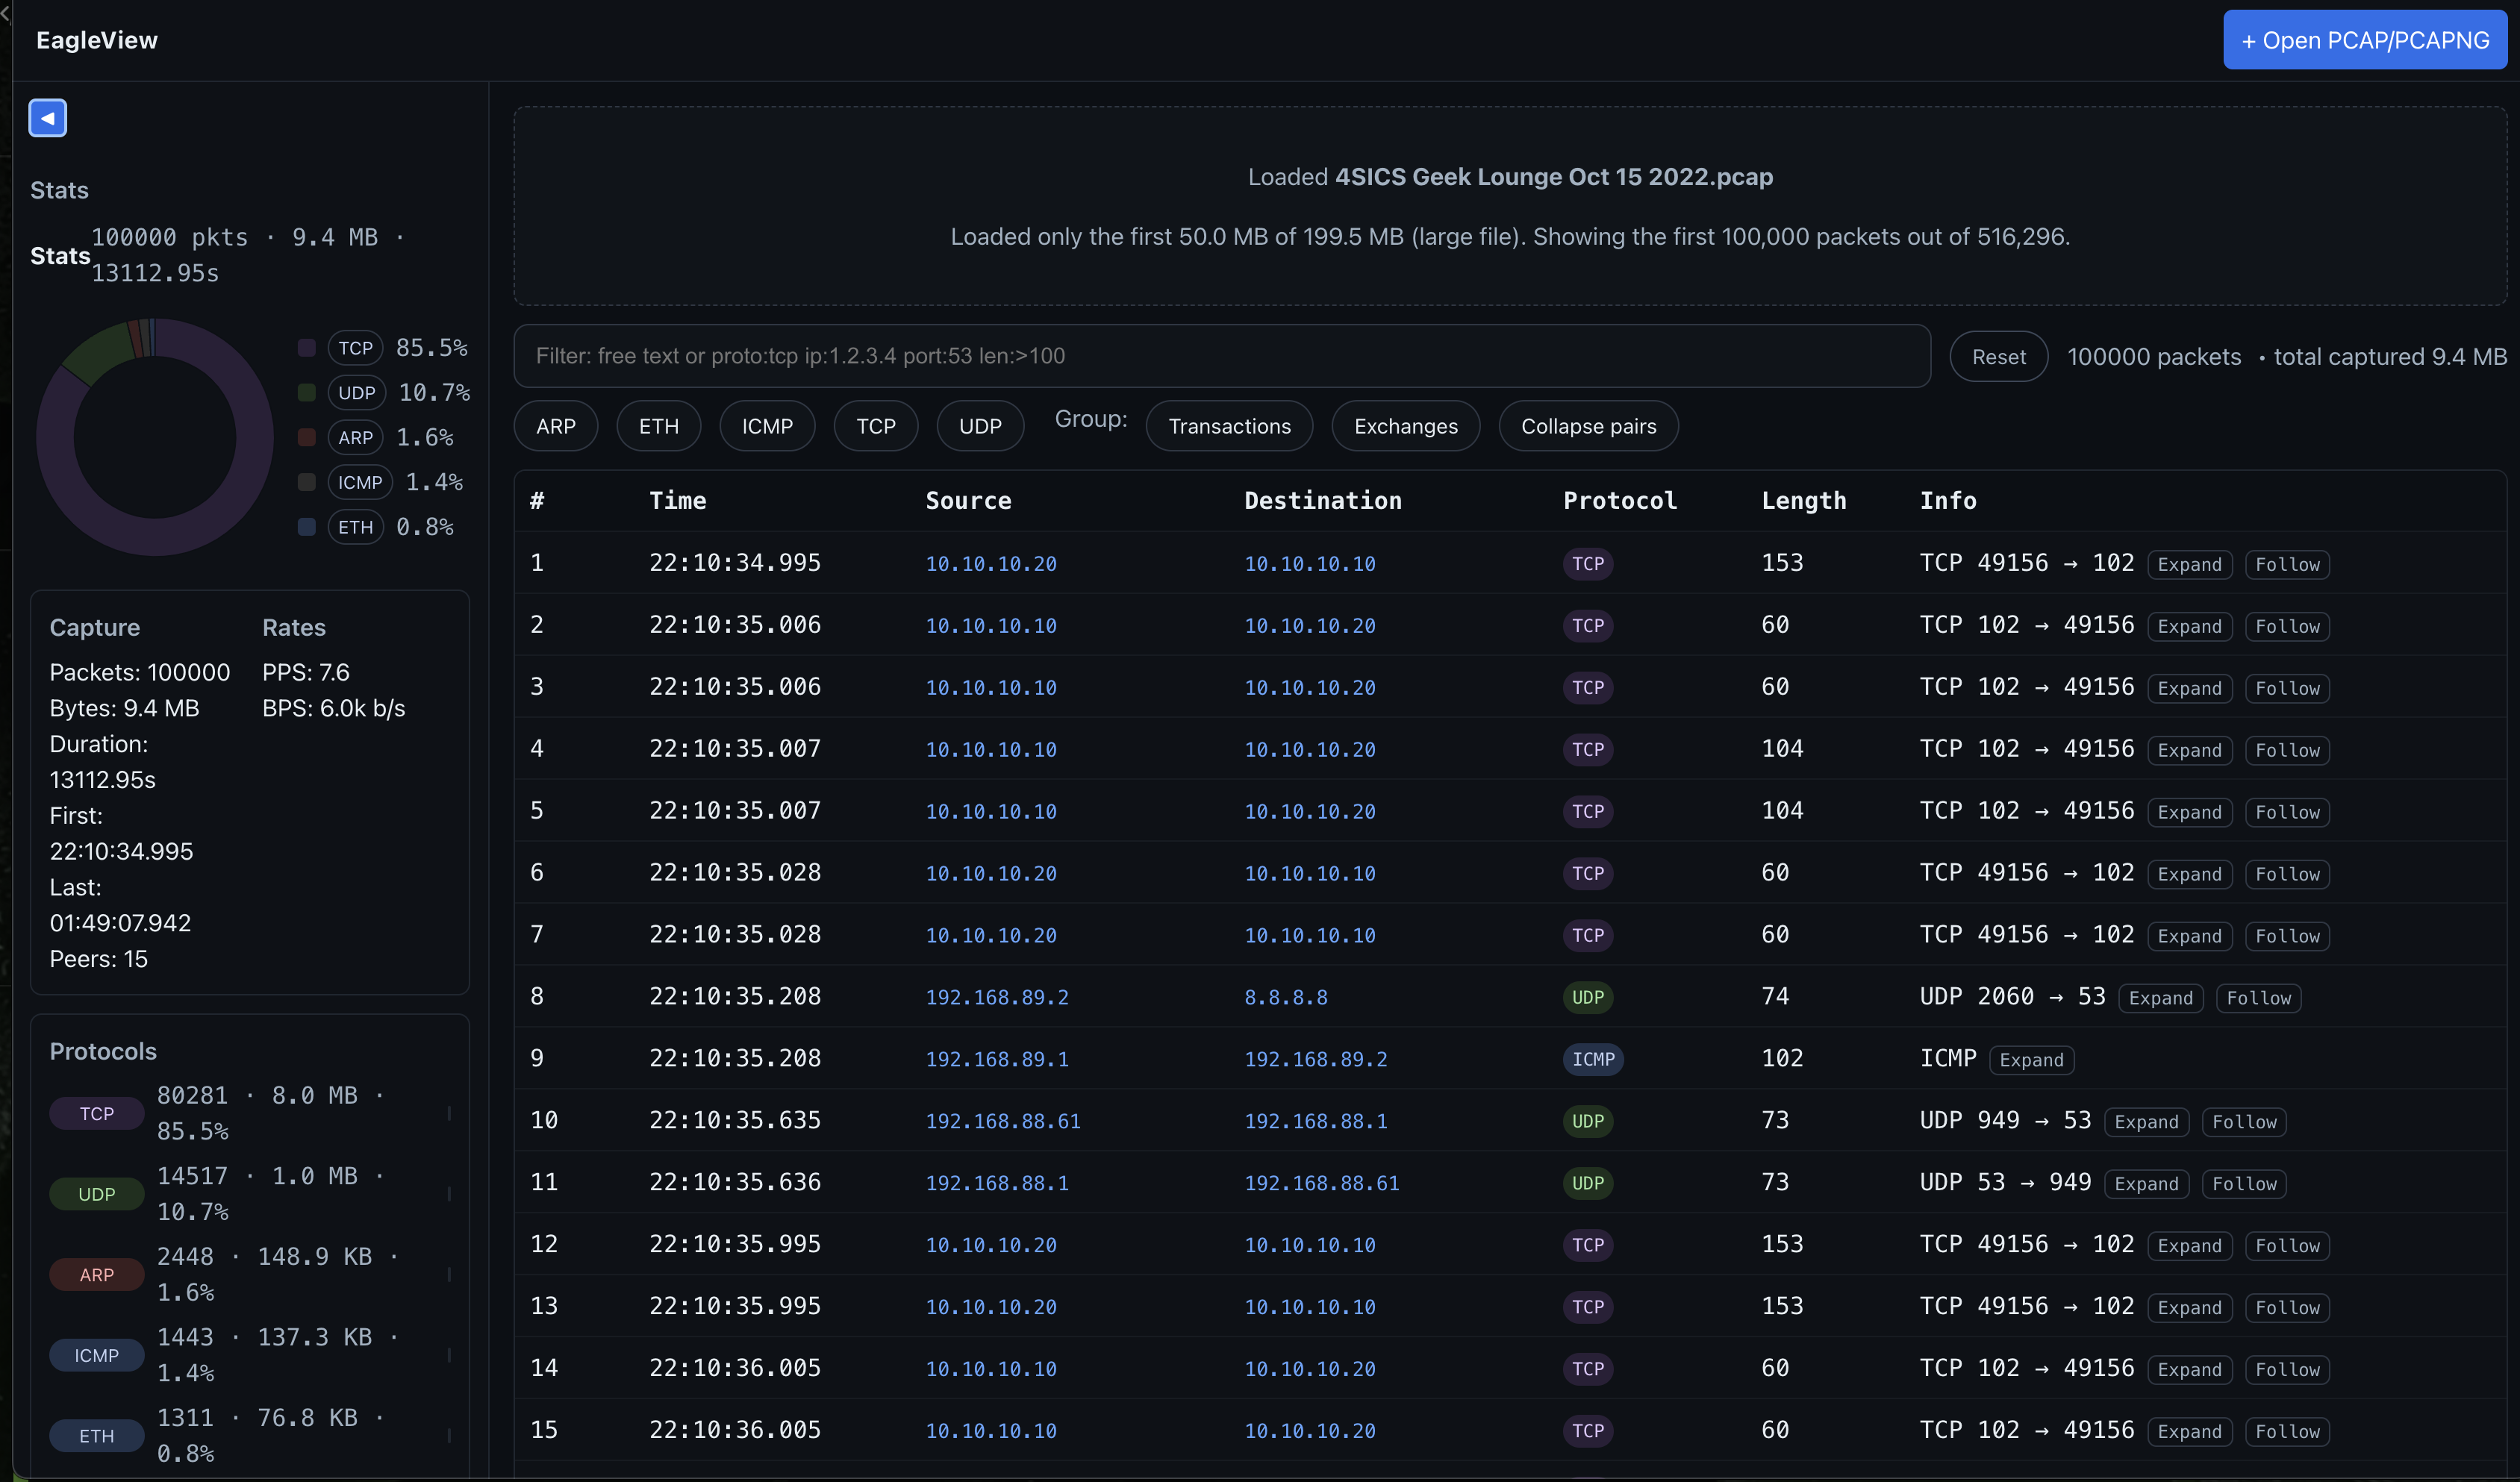 EagleView
+ Open PCAP/PCAPNG
Stats
Stats 100000 pkts · 9.4 MB ·
13112.95s
TCP 85.5%
UDP 10.7%
ARP 1.6%
ICMP 1.4%
ETH 0.8%
Capture
Packets: 100000
Bytes: 9.4 MB
Duration:
13112.95s
First:
22:10:34.995
Last:
01:49:07.942
Peers: 15
Rates
PPS: 7.6
BPS: 6.0k b/s
Protocols
TCP 80281 · 8.0 MB ·
85.5%
UDP 14517 · 1.0 MB ·
10.7%
ARP 2448 · 148.9 KB ·
1.6%
ICMP 1443 · 137.3 KB ·
1.4%
ETH 1311 · 76.8 KB ·
0.8%
Loaded 4SICS Geek Lounge Oct 15 2022.pcap
Loaded only the first 50.0 MB of 199.5 MB (large file). Showing the first 100,000 packets out of 516,296.
Filter: free text or proto:tcp ip:1.2.3.4 port:53 len:>100
Reset 100000 packets • total captured 9.4 MB
ARP ETH ICMP TCP UDP Group: Transactions Exchanges Collapse pairs
# Time Source Destination Protocol Length Info
1 22:10:34.995 10.10.10.20 10.10.10.10 TCP 153 TCP 49156 → 102 Expand Follow
2 22:10:35.006 10.10.10.10 10.10.10.20 TCP 60 TCP 102 → 49156 Expand Follow
3 22:10:35.006 10.10.10.10 10.10.10.20 TCP 60 TCP 102 → 49156 Expand Follow
4 22:10:35.007 10.10.10.10 10.10.10.20 TCP 104 TCP 102 → 49156 Expand Follow
5 22:10:35.007 10.10.10.10 10.10.10.20 TCP 104 TCP 102 → 49156 Expand Follow
6 22:10:35.028 10.10.10.20 10.10.10.10 TCP 60 TCP 49156 → 102 Expand Follow
7 22:10:35.028 10.10.10.20 10.10.10.10 TCP 60 TCP 49156 → 102 Expand Follow
8 22:10:35.208 192.168.89.2 8.8.8.8 UDP 74 UDP 2060 → 53 Expand Follow
9 22:10:35.208 192.168.89.1 192.168.89.2 ICMP 102 ICMP Expand
10 22:10:35.635 192.168.88.61 192.168.88.1 UDP 73 UDP 949 → 53 Expand Follow
11 22:10:35.636 192.168.88.1 192.168.88.61 UDP 73 UDP 53 → 949 Expand Follow
12 22:10:35.995 10.10.10.20 10.10.10.10 TCP 153 TCP 49156 → 102 Expand Follow
13 22:10:35.995 10.10.10.20 10.10.10.10 TCP 153 TCP 49156 → 102 Expand Follow
14 22:10:36.005 10.10.10.10 10.10.10.20 TCP 60 TCP 102 → 49156 Expand Follow
15 22:10:36.005 10.10.10.10 10.10.10.20 TCP 60 TCP 102 → 49156 Expand Follow